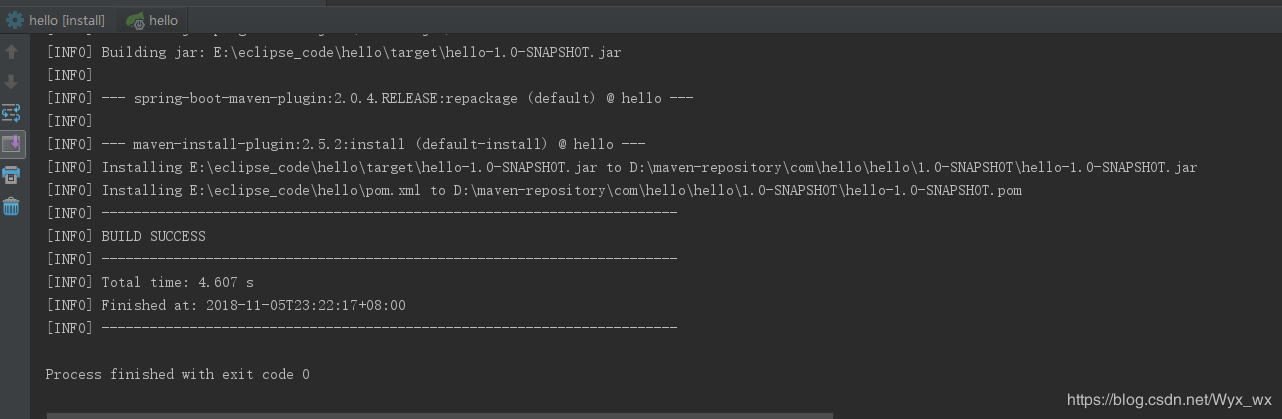 hello [install] hello
[INFO] Building jar: E:\eclipse_code\hello\target\hello-1.0-SNAPSHOT.jar
[INFO]
[INFO] --- spring-boot-maven-plugin:2.0.4.RELEASE:repackage (default) @ hello ---
[INFO]
[INFO] --- maven-install-plugin:2.5.2:install (default-install) @ hello ---
[INFO] Installing E:\eclipse_code\hello\target\hello-1.0-SNAPSHOT.jar to D:\maven-repository\com\hello\hello\1.0-SNAPSHOT\hello-1.0-SNAPSHOT.jar
[INFO] Installing E:\eclipse_code\hello\pom.xml to D:\maven-repository\com\hello\hello\1.0-SNAPSHOT\hello-1.0-SNAPSHOT.pom
[INFO] ------------------------------------------------------------------------
[INFO] BUILD SUCCESS
[INFO] ------------------------------------------------------------------------
[INFO] Total time: 4.607 s
[INFO] Finished at: 2018-11-05T23:22:17+08:00
[INFO] ------------------------------------------------------------------------
Process finished with exit code 0
https://blog.csdn.net/Wyx_wx